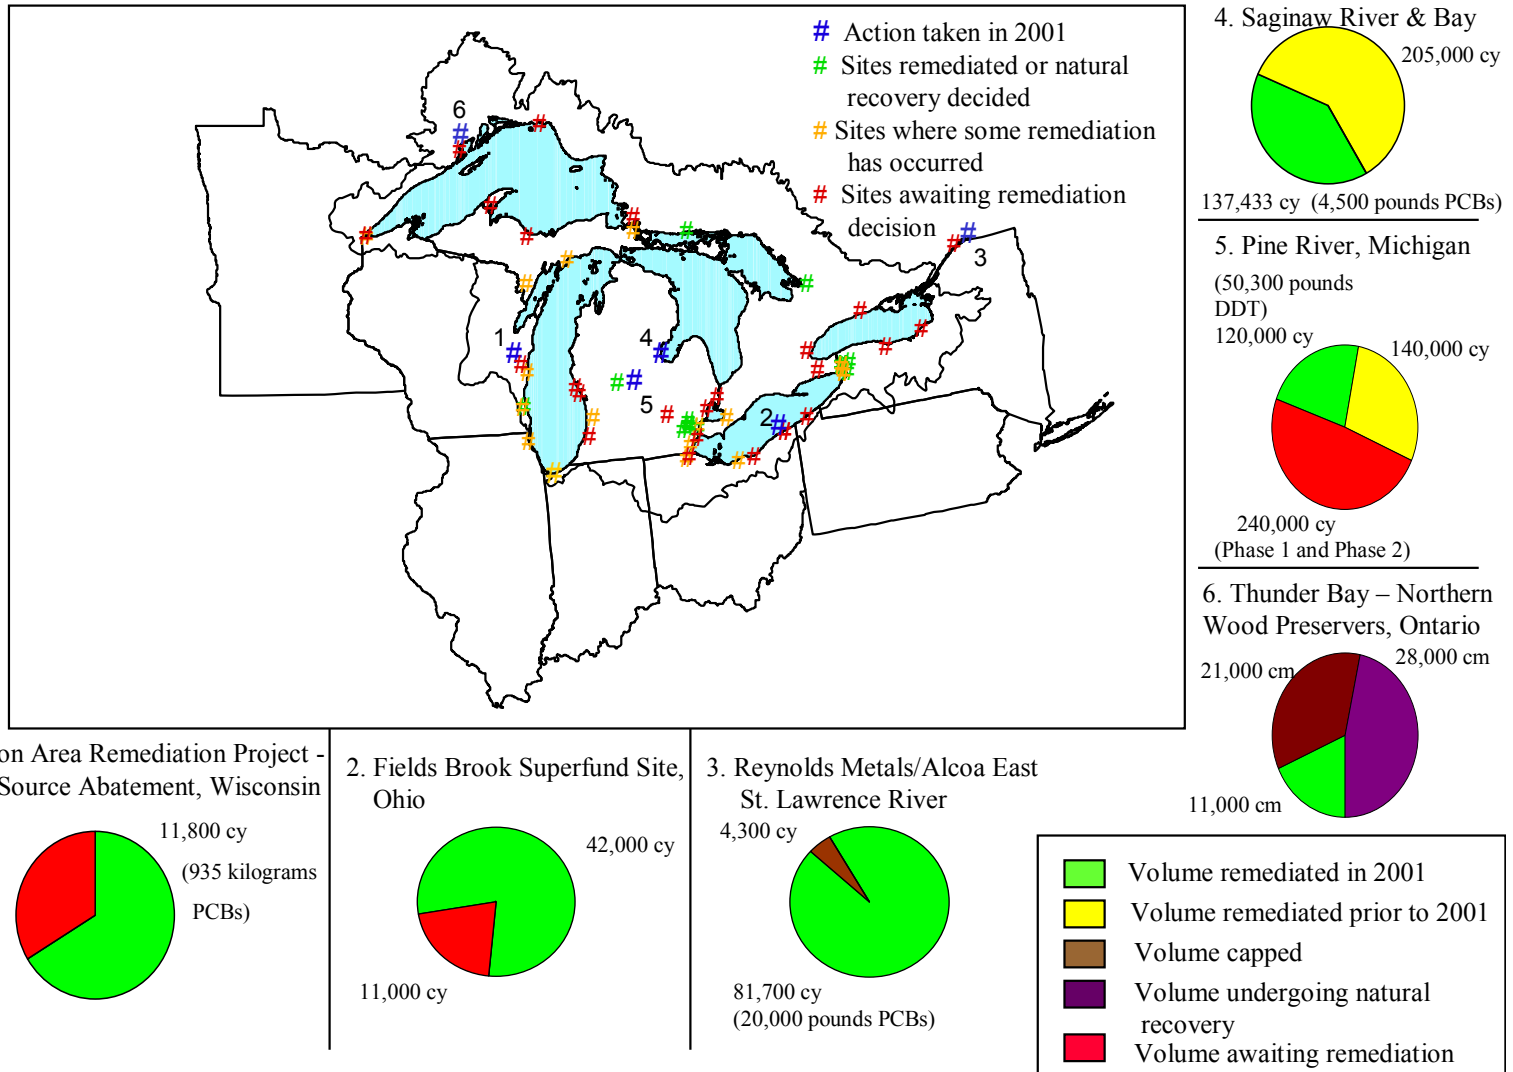 # Action taken in 2001
# Sites remediated or natural
recovery decided
# Sites where some remediation
has occurred
# Sites awaiting remediation
decision
6
3
1
4
5
2
4. Saginaw River & Bay
205,000 cy
137,433 cy (4,500 pounds PCBs)
5. Pine River, Michigan
(50,300 pounds
DDT)
120,000 cy
140,000 cy
240,000 cy
(Phase 1 and Phase 2)
6. Thunder Bay – Northern
Wood Preservers, Ontario
21,000 cm
28,000 cm
11,000 cm
on Area Remediation Project -
Source Abatement, Wisconsin
11,800 cy
(935 kilograms
PCBs)
2. Fields Brook Superfund Site,
Ohio
42,000 cy
11,000 cy
3. Reynolds Metals/Alcoa East
St. Lawrence River
4,300 cy
81,700 cy
(20,000 pounds PCBs)
Volume remediated in 2001
Volume remediated prior to 2001
Volume capped
Volume undergoing natural
recovery
Volume awaiting remediation